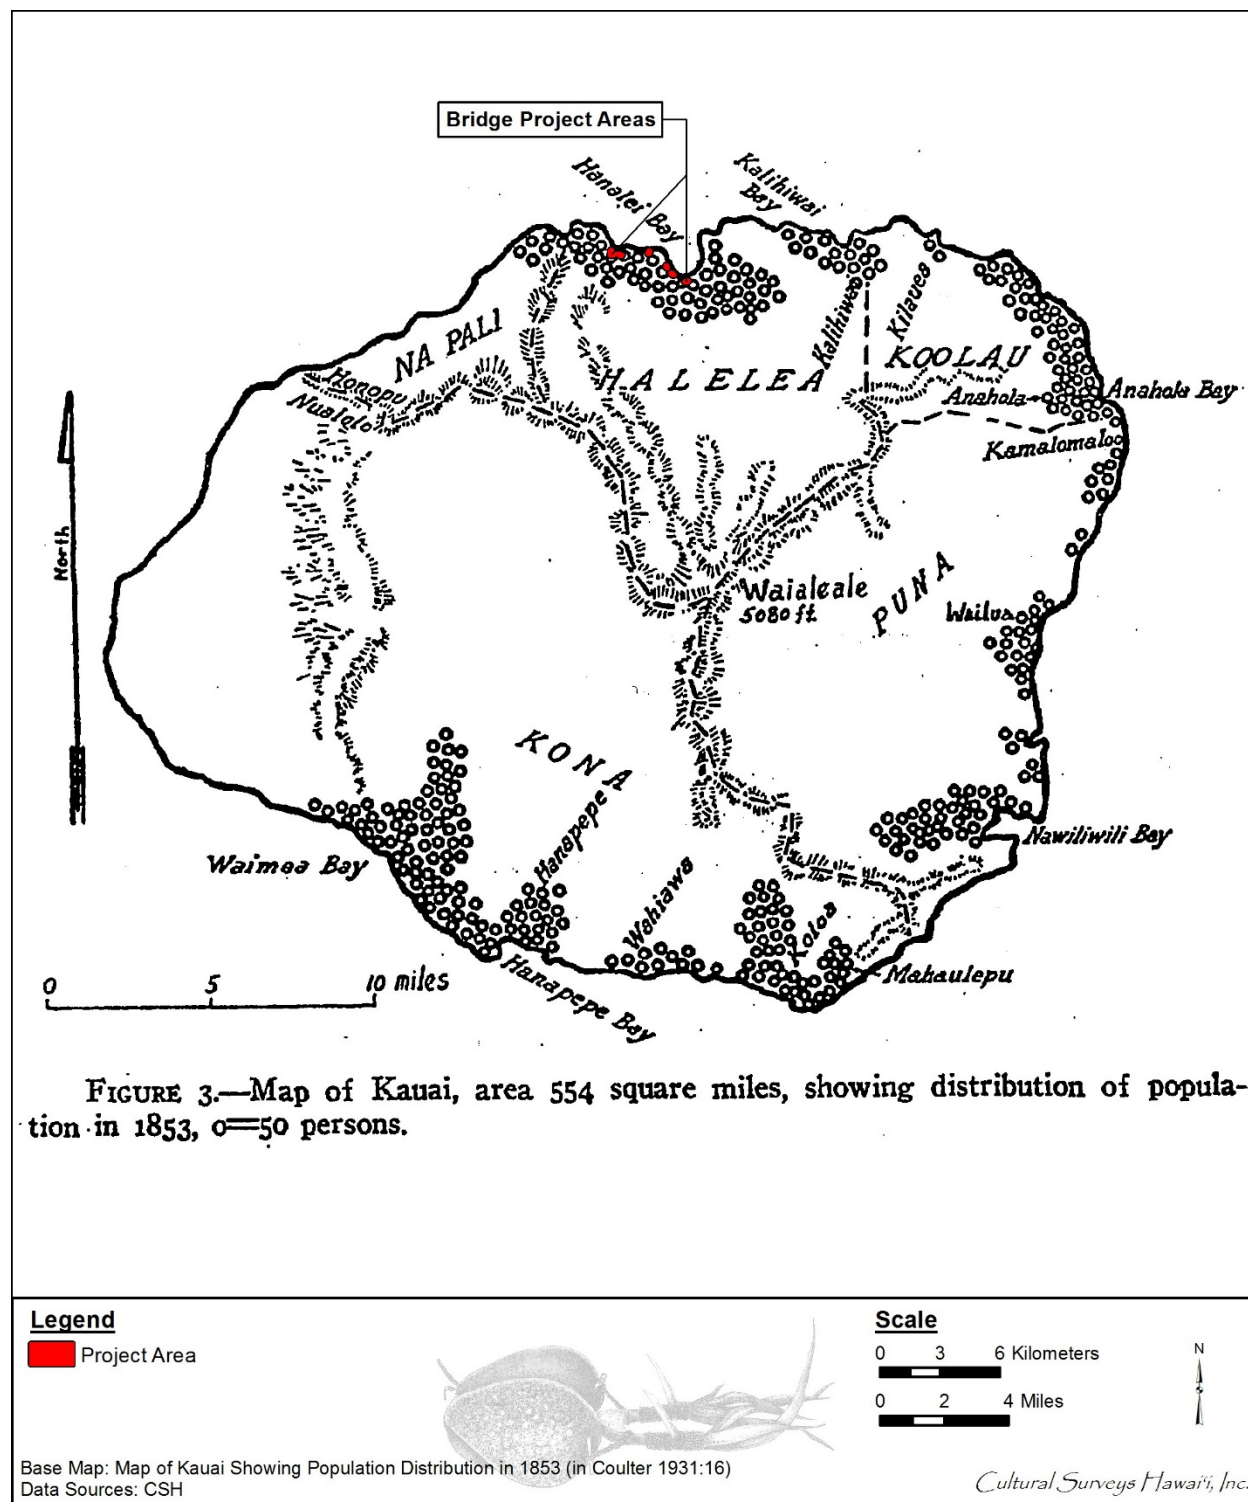 Bridge Project Areas
Hanalei Bay
Kalihiwai
Bay
NA PALI
Honopu
Nualolo
HALELEA
Kalihiwai
Kilauea
KOOLAU
Anahola
Anahola Bay
Kamalomalo
North
Waialeale
5080 ft.
PUNA
Wailua
KONA
Hanapepe
Waimea Bay
Wahiawa
Koloa
Nawiliwili Bay
Mahaulepu
Hanapepe Bay
0 5 10 miles
FIGURE 3.—Map of Kauai, area 554 square miles, showing distribution of popula-
tion in 1853, o=50 persons.
Legend
Project Area
Scale
0 3 6 Kilometers
0 2 4 Miles
N
Base Map: Map of Kauai Showing Population Distribution in 1853 (in Coulter 1931:16)
Data Sources: CSH
Cultural Surveys Hawai‘i, Inc.